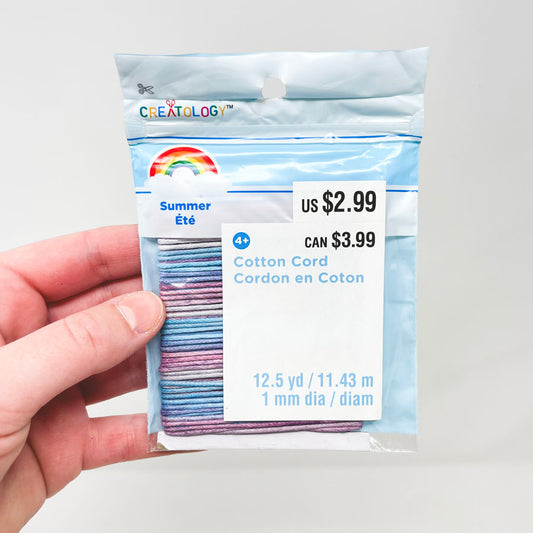 CREATOLOGY™
Summer
Été
US $2.99
CAN $3.99
4+
Cotton Cord
Cordon en Coton
12.5 yd / 11.43 m
1 mm dia / diam